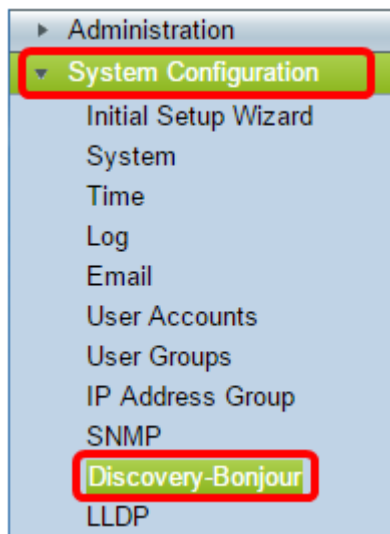 Administration
System Configuration
Initial Setup Wizard
System
Time
Log
Email
User Accounts
User Groups
IP Address Group
SNMP
Discovery-Bonjour
LLDP